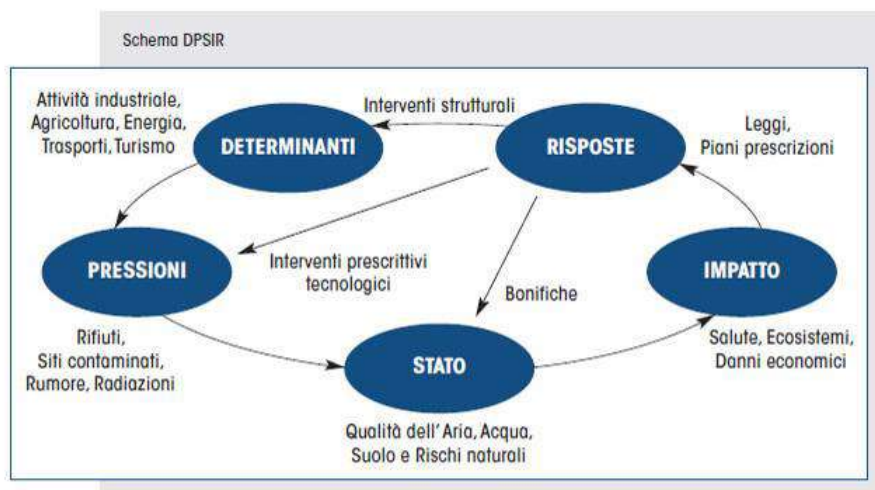 Schema DPSIR
Attività industriale,
Agricoltura, Energia,
Trasporti, Turismo
DETERMINANTI
Interventi strutturali
RISPOSTE
Leggi,
Piani prescrizioni
PRESSIONI
Interventi prescrittivi
tecnologici
Bonifiche
IMPATTO
Rifiuti,
Siti contaminati,
Rumore, Radiazioni
STATO
Salute, Ecosistemi,
Danni economici
Qualità dell'Aria, Acqua,
Suolo e Rischi naturali